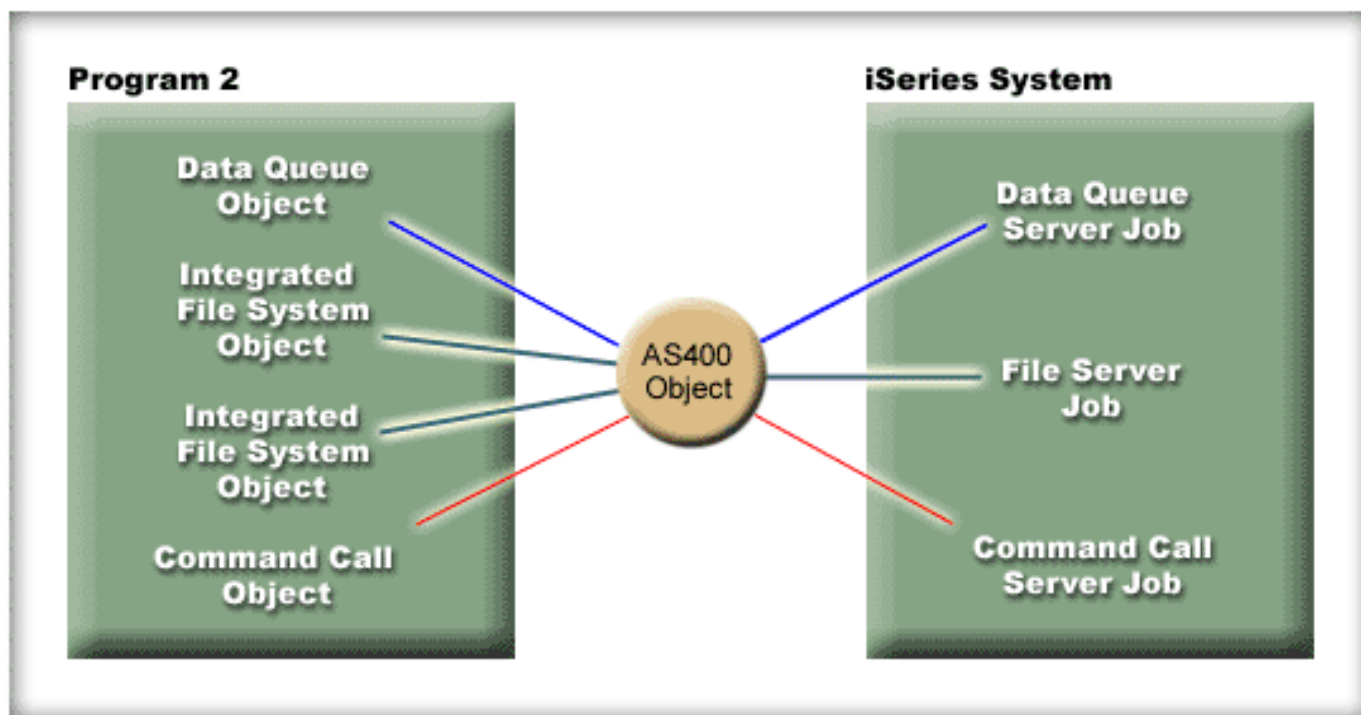 Program 2
Data Queue
Object
Integrated
File System
Object
Integrated
File System
Object
Command Call
Object
AS400
Object
iSeries System
Data Queue
Server Job
File Server
Job
Command Call
Server Job